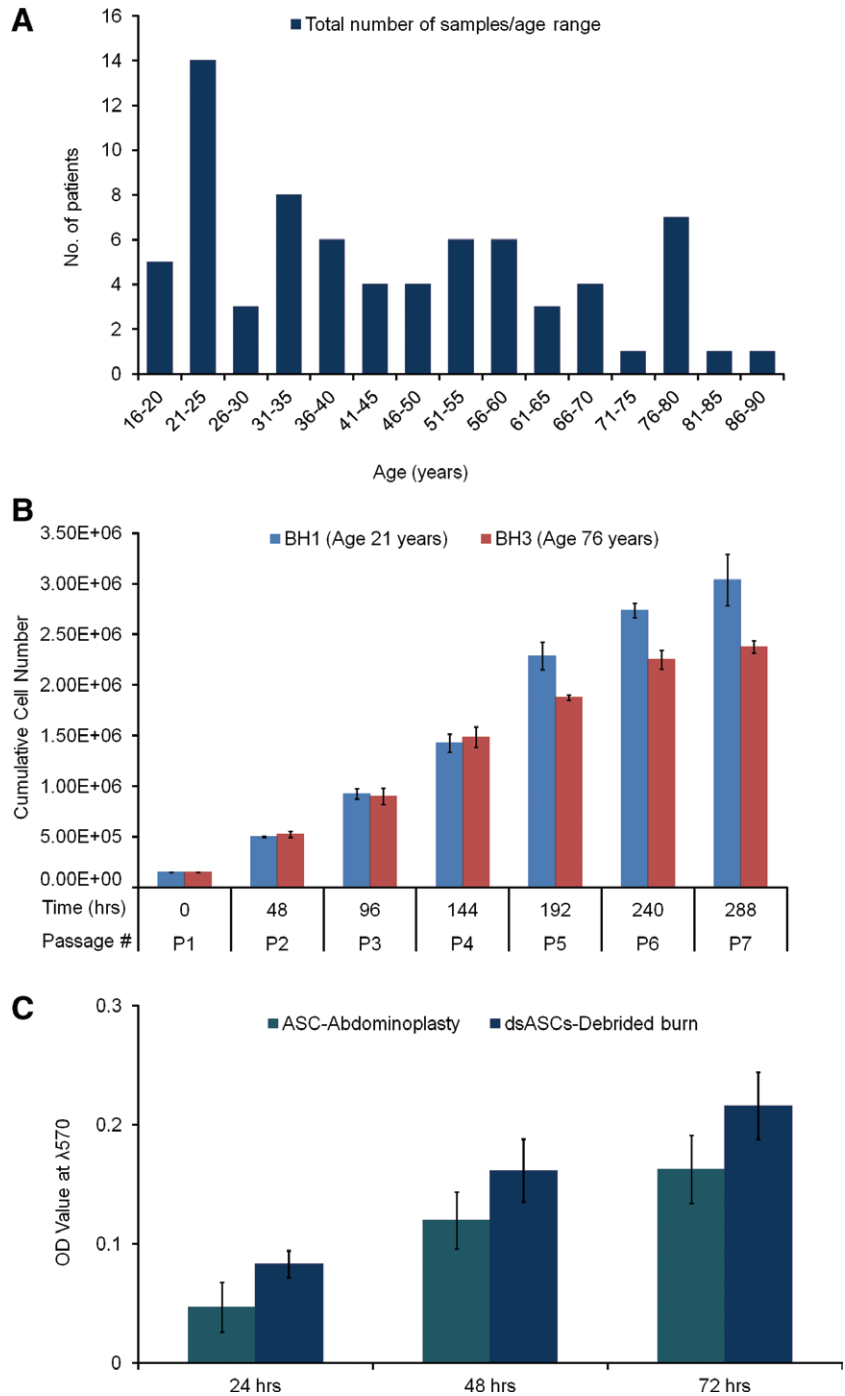 A
Total number of samples/age range
No. of patients
16
14
12
10
8
6
4
2
0
16-20 21-25 26-30 31-35 36-40 41-45 46-50 51-55 56-60 61-65 66-70 71-75 76-80 81-85 86-90
Age (years)
B
BH1 (Age 21 years) BH3 (Age 76 years)
Cumulative Cell Number
3.50E+06
3.00E+06
2.50E+06
2.00E+06
1.50E+06
1.00E+06
5.00E+05
0.00E+00
Time (hrs) 0 48 96 144 192 240 288
Passage # P1 P2 P3 P4 P5 P6 P7
C
ASC-Abdominoplasty dsASCs-Debrided burn
OD Value at λ570
0.3
0.2
0.1
0
24 hrs 48 hrs 72 hrs